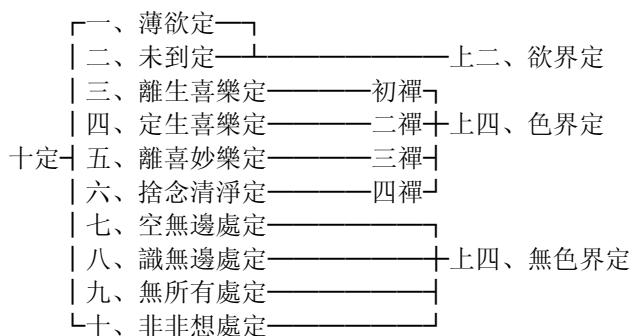 一、薄欲定
二、未到定 上二、欲界定
三、離生喜樂定 初禪
四、定生喜樂定 二禪 上四、色界定
十定 五、離喜妙樂定 三禪
六、捨念清淨定 四禪
七、空無邊處定
八、識無邊處定 上四、無色界定
九、無所有處定
十、非非想處定